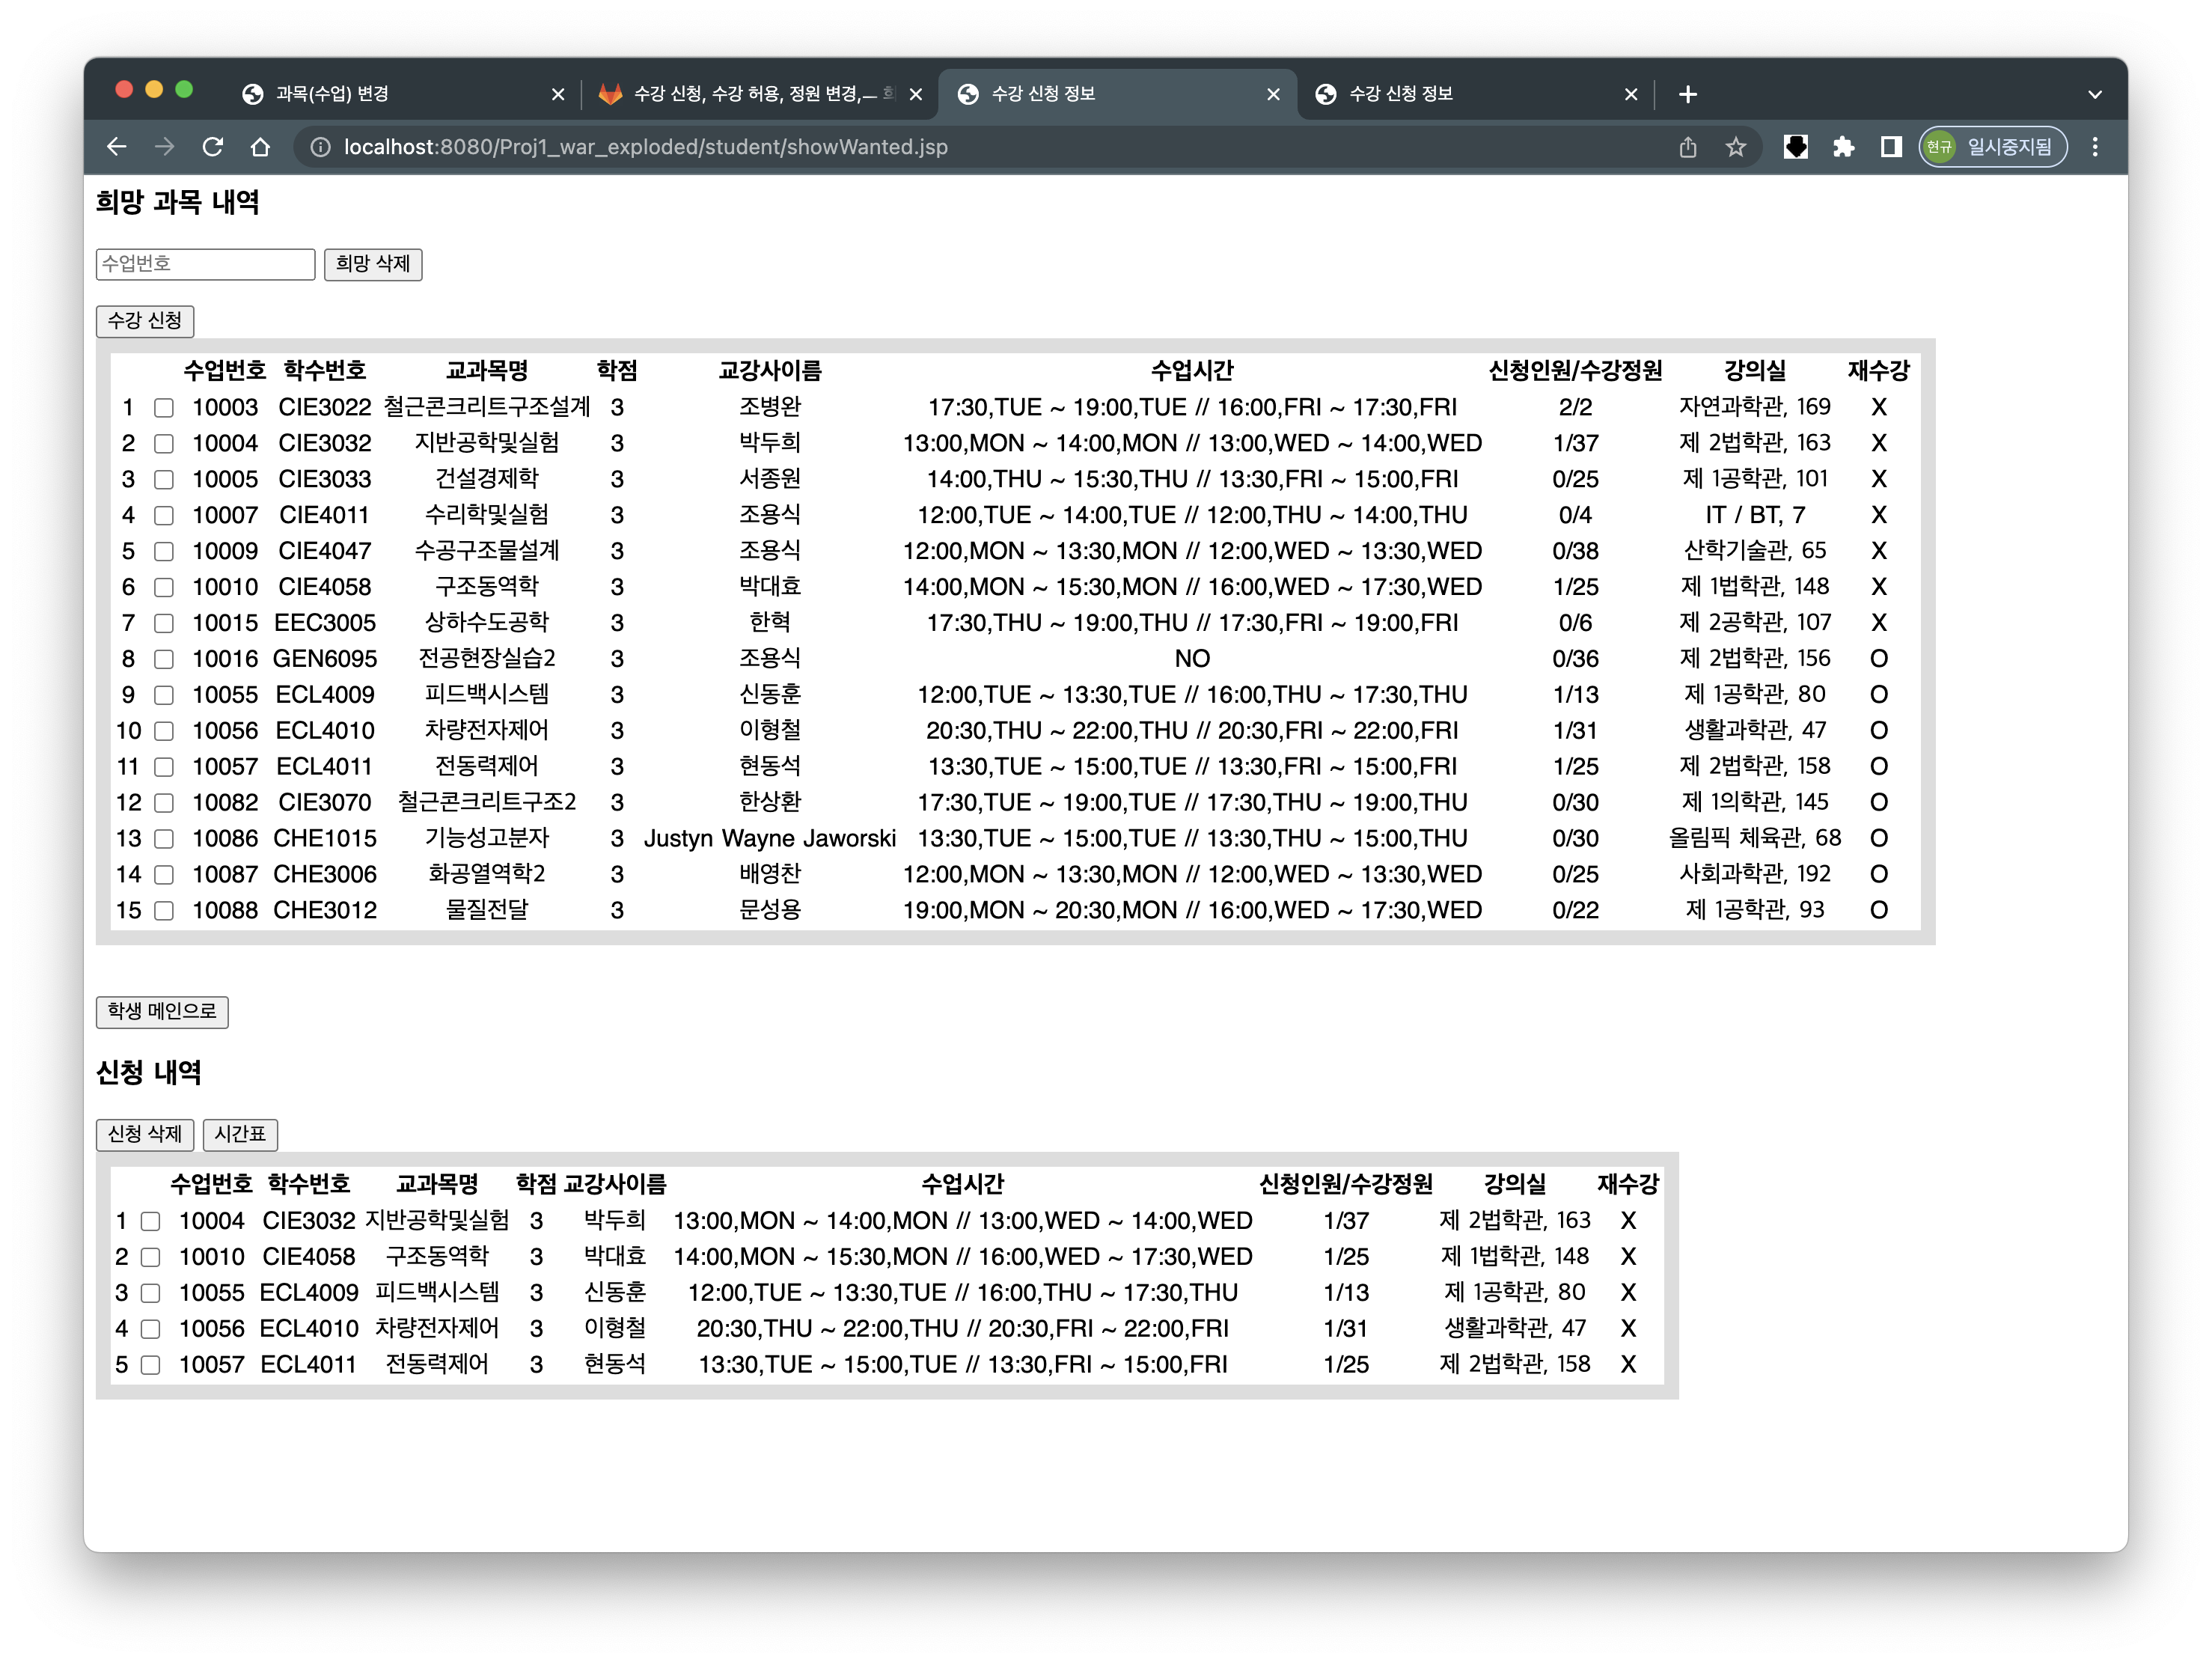 과목(수업) 변경
수강 신청, 수강 허용, 정원 변경,—
수강 신청 정보
수강 신청 정보
localhost:8080/Proj1_war_exploded/student/showWanted.jsp
현규 일시중지됨
희망 과목 내역
수업번호 희망 삭제
수강 신청
수업번호 학수번호 교과목명 학점 교강사이름 수업시간 신청인원/수강정원 강의실 재수강
1 10003 CIE3022 철근콘크리트구조설계 3 조병완 17:30,TUE ~ 19:00,TUE // 16:00,FRI ~ 17:30,FRI 2/2 자연과학관, 169 X
2 10004 CIE3032 지반공학및실험 3 박두희 13:00,MON ~ 14:00,MON // 13:00,WED ~ 14:00,WED 1/37 제 2법학관, 163 X
3 10005 CIE3033 건설경제학 3 서종원 14:00,THU ~ 15:30,THU // 13:30,FRI ~ 15:00,FRI 0/25 제 1공학관, 101 X
4 10007 CIE4011 수리학및실험 3 조용식 12:00,TUE ~ 14:00,TUE // 12:00,THU ~ 14:00,THU 0/4 IT / BT, 7 X
5 10009 CIE4047 수공구조물설계 3 조용식 12:00,MON ~ 13:30,MON // 12:00,WED ~ 13:30,WED 0/38 산학기술관, 65 X
6 10010 CIE4058 구조동역학 3 박대효 14:00,MON ~ 15:30,MON // 16:00,WED ~ 17:30,WED 1/25 제 1법학관, 148 X
7 10015 EEC3005 상하수도공학 3 한혁 17:30,THU ~ 19:00,THU // 17:30,FRI ~ 19:00,FRI 0/6 제 2공학관, 107 X
8 10016 GEN6095 전공현장실습2 3 조용식 NO 0/36 제 2법학관, 156 O
9 10055 ECL4009 피드백시스템 3 신동훈 12:00,TUE ~ 13:30,TUE // 16:00,THU ~ 17:30,THU 1/13 제 1공학관, 80 O
10 10056 ECL4010 차량전자제어 3 이형철 20:30,THU ~ 22:00,THU // 20:30,FRI ~ 22:00,FRI 1/31 생활과학관, 47 O
11 10057 ECL4011 전동력제어 3 현동석 13:30,TUE ~ 15:00,TUE // 13:30,FRI ~ 15:00,FRI 1/25 제 2법학관, 158 O
12 10082 CIE3070 철근콘크리트구조2 3 한상환 17:30,TUE ~ 19:00,TUE // 17:30,THU ~ 19:00,THU 0/30 제 1의학관, 145 O
13 10086 CHE1015 기능성고분자 3 Justyn Wayne Jaworski 13:30,TUE ~ 15:00,TUE // 13:30,THU ~ 15:00,THU 0/30 올림픽 체육관, 68 O
14 10087 CHE3006 화공열역학2 3 배영찬 12:00,MON ~ 13:30,MON // 12:00,WED ~ 13:30,WED 0/25 사회과학관, 192 O
15 10088 CHE3012 물질전달 3 문성용 19:00,MON ~ 20:30,MON // 16:00,WED ~ 17:30,WED 0/22 제 1공학관, 93 O
학생 메인으로
신청 내역
신청 삭제 시간표
수업번호 학수번호 교과목명 학점 교강사이름 수업시간 신청인원/수강정원 강의실 재수강
1 10004 CIE3032 지반공학및실험 3 박두희 13:00,MON ~ 14:00,MON // 13:00,WED ~ 14:00,WED 1/37 제 2법학관, 163 X
2 10010 CIE4058 구조동역학 3 박대효 14:00,MON ~ 15:30,MON // 16:00,WED ~ 17:30,WED 1/25 제 1법학관, 148 X
3 10055 ECL4009 피드백시스템 3 신동훈 12:00,TUE ~ 13:30,TUE // 16:00,THU ~ 17:30,THU 1/13 제 1공학관, 80 X
4 10056 ECL4010 차량전자제어 3 이형철 20:30,THU ~ 22:00,THU // 20:30,FRI ~ 22:00,FRI 1/31 생활과학관, 47 X
5 10057 ECL4011 전동력제어 3 현동석 13:30,TUE ~ 15:00,TUE // 13:30,FRI ~ 15:00,FRI 1/25 제 2법학관, 158 X